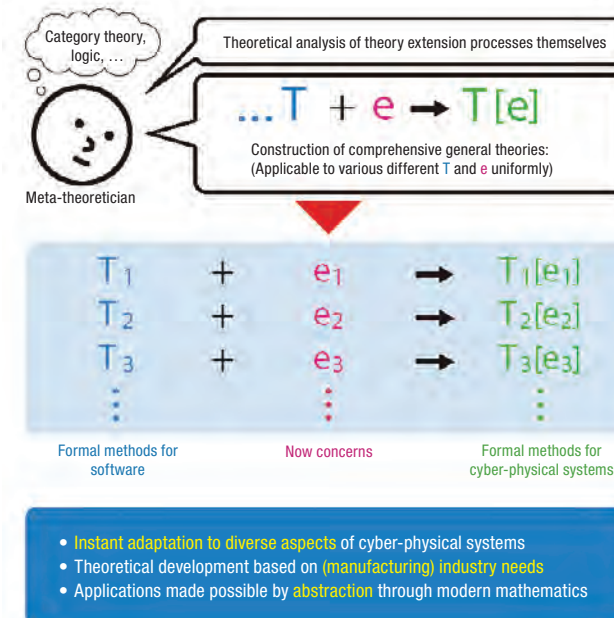 Category theory,
logic, ...
Theoretical analysis of theory extension processes themselves
...T + e → T[e]
Construction of comprehensive general theories:
(Applicable to various different T and e uniformly)
Meta-theoretician
T1 + e1 → T1[e1]
T2 + e2 → T2[e2]
T3 + e3 → T3[e3]
⋮ ⋮ ⋮
Formal methods for
software
Now concerns
Formal methods for
cyber-physical systems
• Instant adaptation to diverse aspects of cyber-physical systems
• Theoretical development based on (manufacturing) industry needs
• Applications made possible by abstraction through modern mathematics